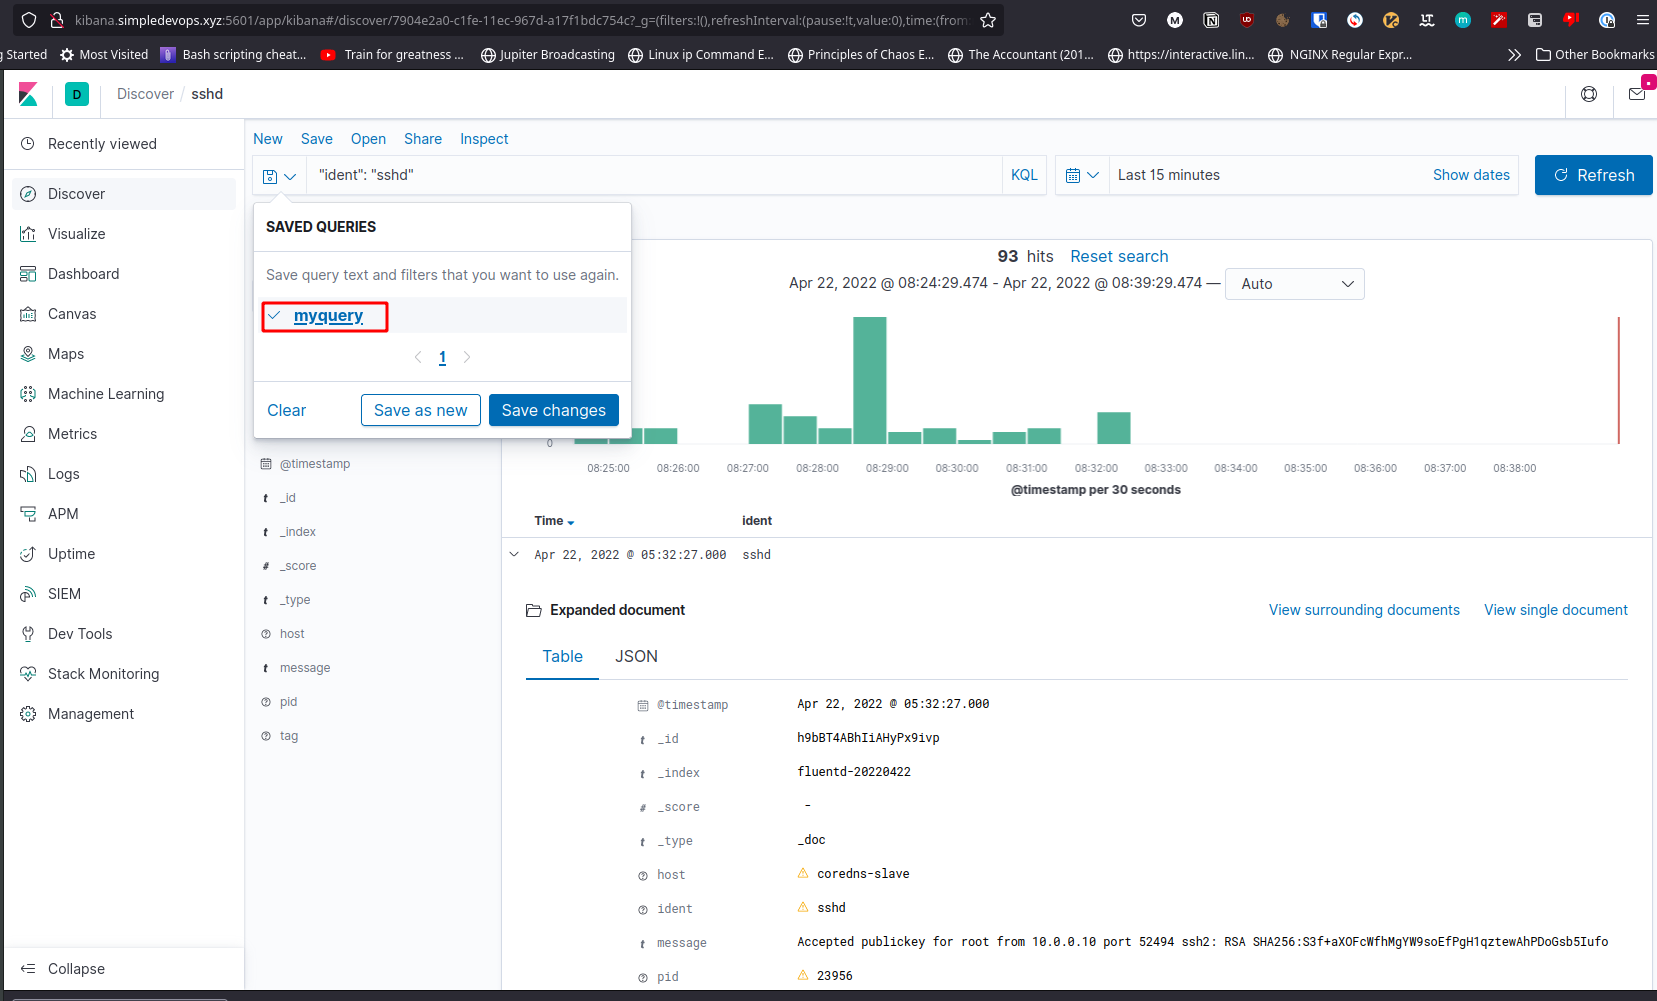 kibana.simpledevops.xyz:5601/app/kibana#/discover/7904e2a0-c1fe-11ec-967d-a17f1bdc754c?_g=(filters:!(),refreshInterval:(pause:!t,value:0),time:(from:
g Started Most Visited Bash scripting cheat... Train for greatness ... Jupiter Broadcasting Linux ip Command E... Principles of Chaos E... The Accountant (201... https://interactive.lin... NGINX Regular Expr... Other Bookmarks
D Discover / sshd
Recently viewed
Discover
Visualize
Dashboard
Canvas
Maps
Machine Learning
Metrics
Logs
APM
Uptime
SIEM
Dev Tools
Stack Monitoring
Management
Collapse
New Save Open Share Inspect
"ident": "sshd" KQL Last 15 minutes Show dates Refresh
SAVED QUERIES
Save query text and filters that you want to use again.
myquery
1
Clear Save as new Save changes
@timestamp
t _id
t _index
# _score
t _type
host
t message
pid
tag
93 hits Reset search
Apr 22, 2022 @ 08:24:29.474 - Apr 22, 2022 @ 08:39:29.474 — Auto
0
08:25:00 08:26:00 08:27:00 08:28:00 08:29:00 08:30:00 08:31:00 08:32:00 08:33:00 08:34:00 08:35:00 08:36:00 08:37:00 08:38:00
@timestamp per 30 seconds
Time ident
Apr 22, 2022 @ 05:32:27.000 sshd
Expanded document View surrounding documents View single document
Table JSON
@timestamp Apr 22, 2022 @ 05:32:27.000
t _id h9bBT4ABhIiAHyPx9ivp
t _index fluentd-20220422
# _score -
t _type _doc
host coredns-slave
ident sshd
t message Accepted publickey for root from 10.0.0.10 port 52494 ssh2: RSA SHA256:S3f+aXOFcWfhMgYW9soEfPgH1qztewAhPDoGsb5Iufo
pid 23956